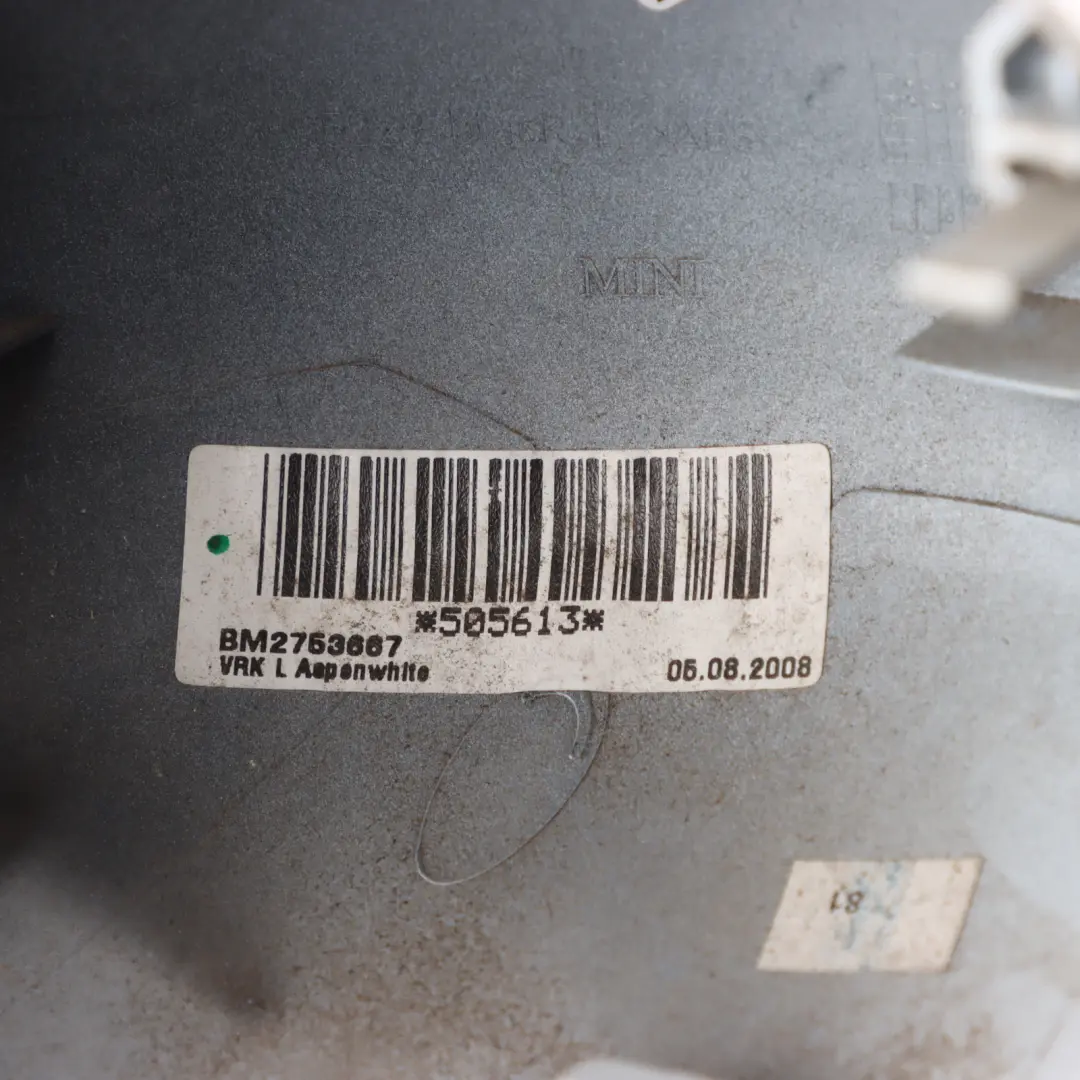 MINI
*505613*
BM2753667
VRK L Aspenwhite
05.08.2008
81